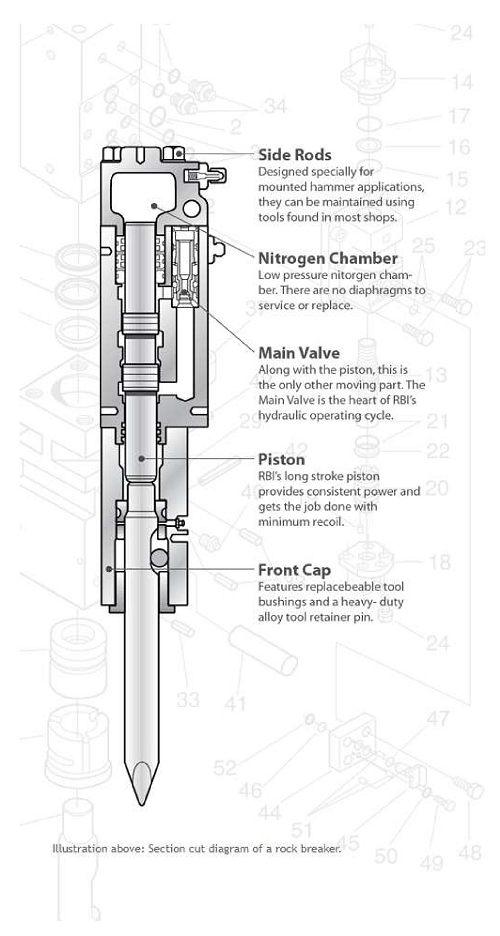 24
14
34
17
2
16
Side Rods
Designed specially for
mounted hammer applications,
they can be maintained using
tools found in most shops.
15
12
25
23
Nitrogen Chamber
Low pressure nitorgen cham-
ber. There are no diaphragms to
service or replace.
Main Valve
Along with the piston, this is
the only other moving part. The
Main Valve is the heart of RBI's
hydraulic operating cycle.
13
29
21
42
22
Piston
RBI's long stroke piston
provides consistent power and
gets the job done with
minimum recoil.
20
18
Front Cap
Features replacebeable tool
bushings and a heavy- duty
alloy tool retainer pin.
24
33
41
47
52
46
44
51
45
50
49
48
Illustration above: Section cut diagram of a rock breaker.